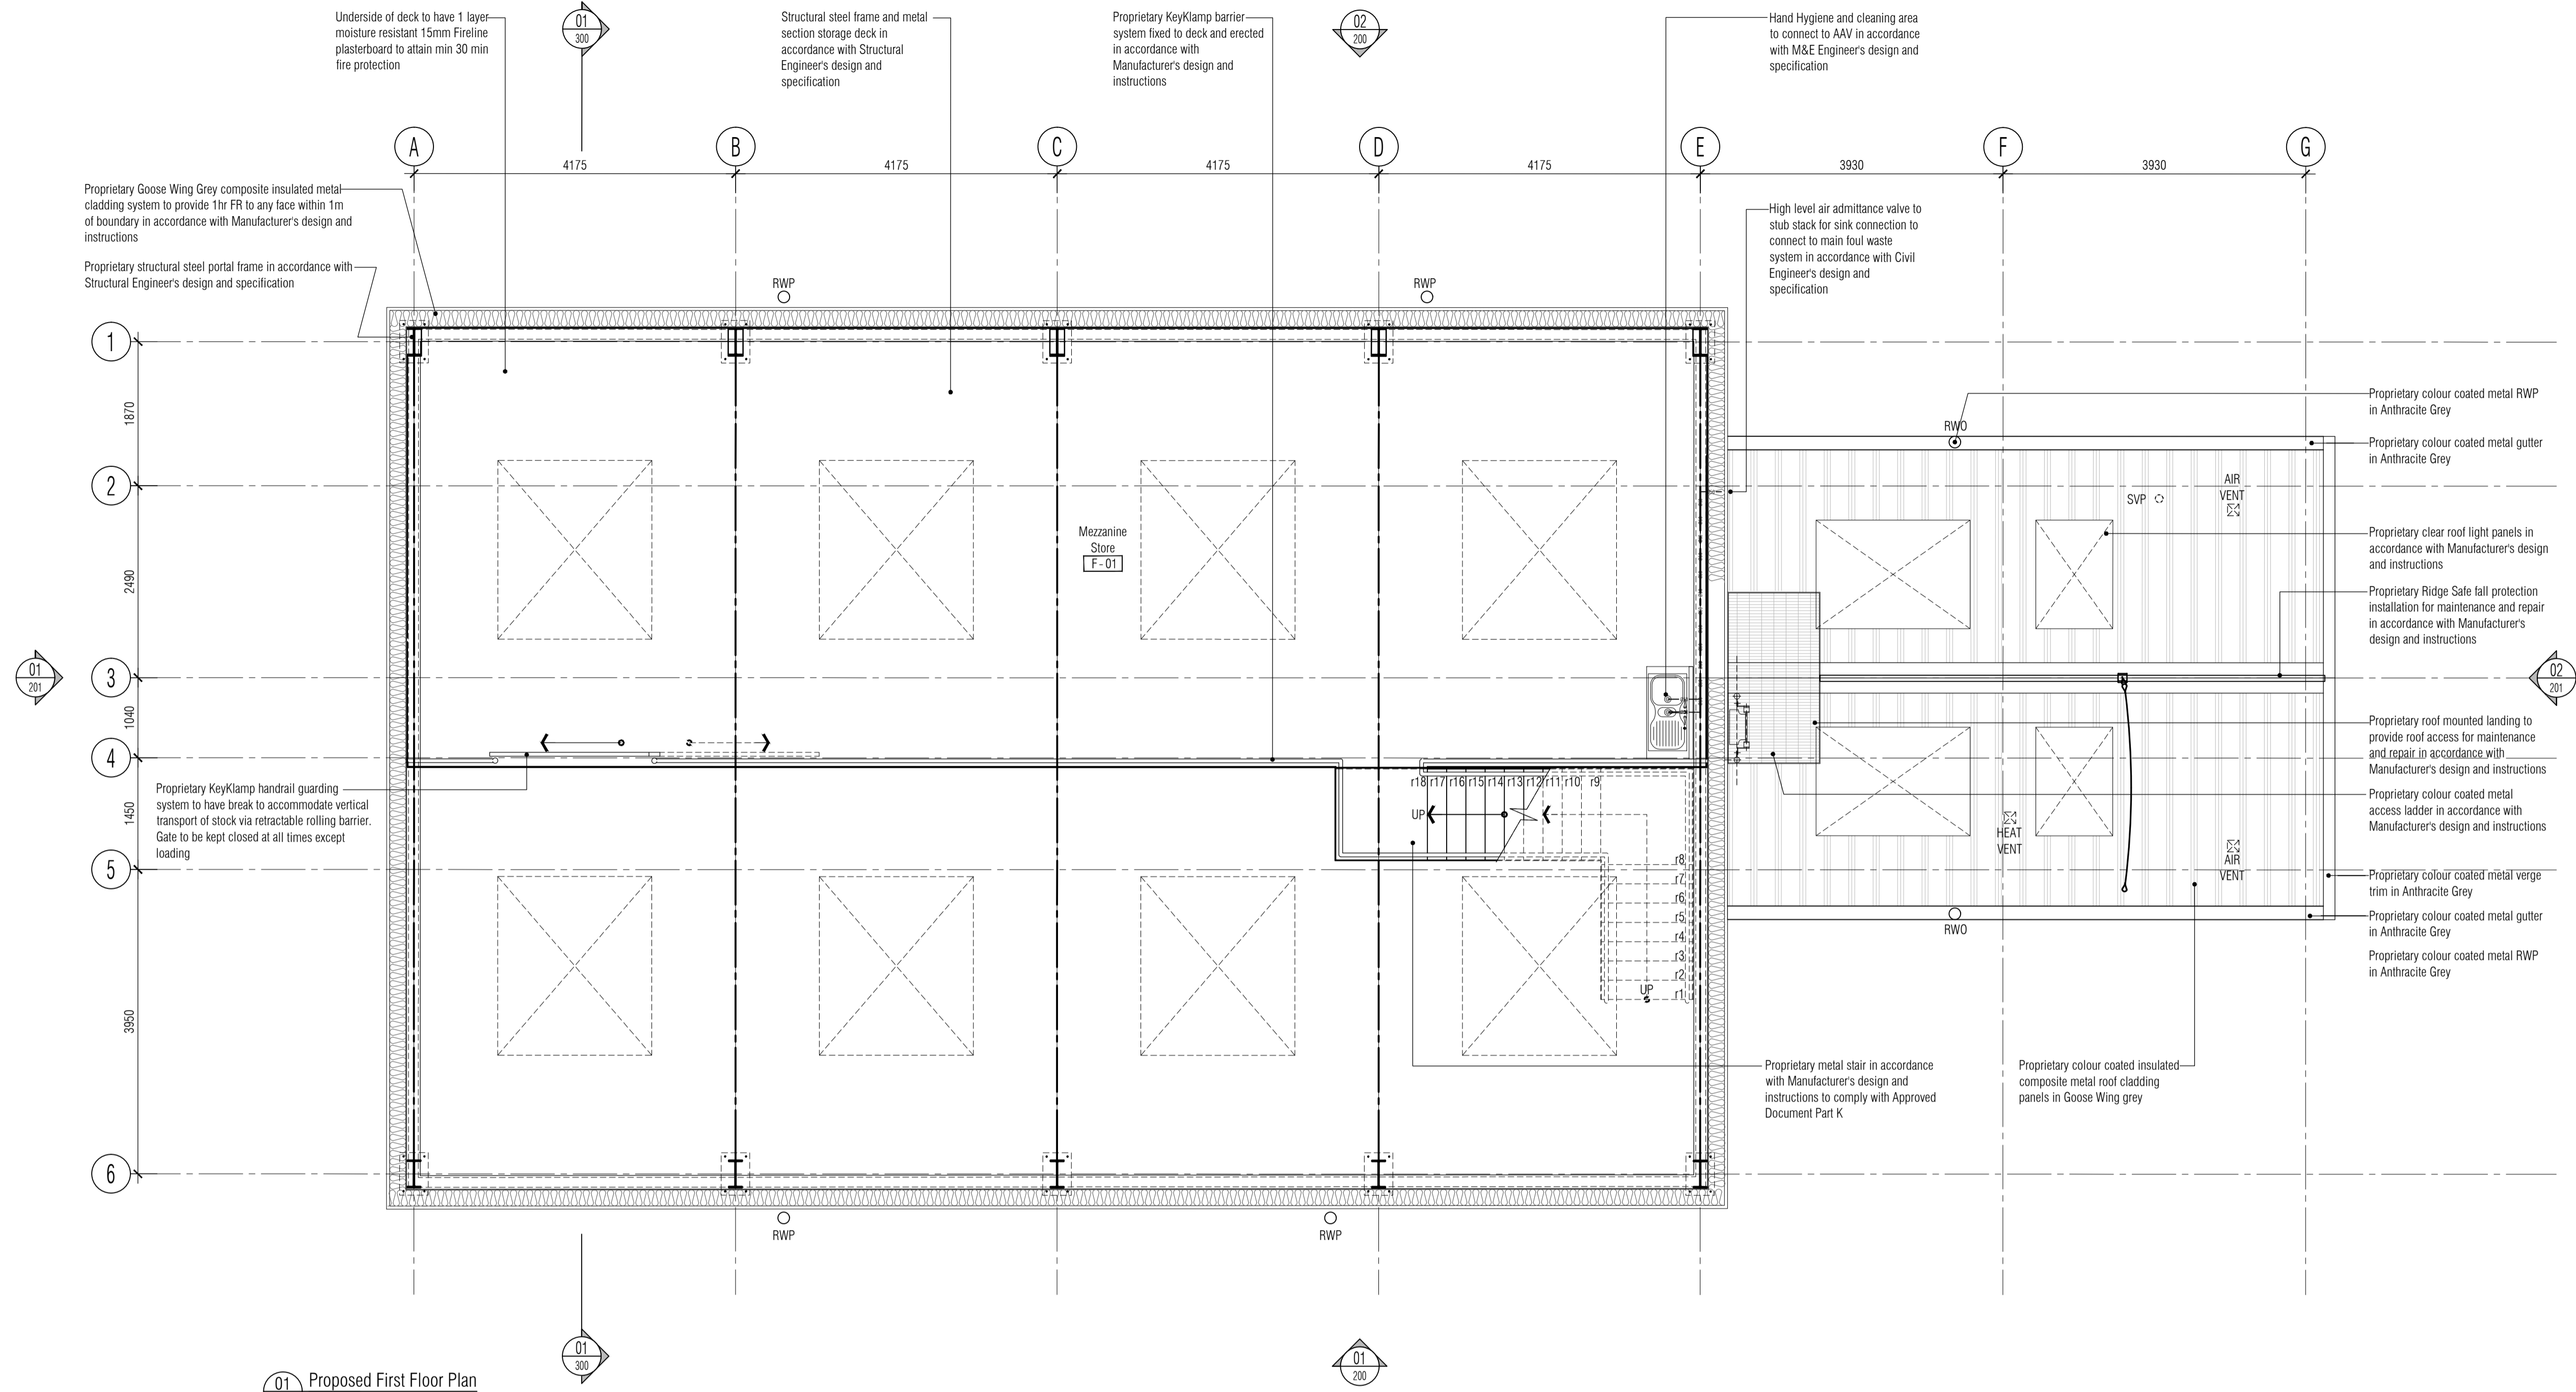 Underside of deck to have 1 layer
moisture resistant 15mm Fireline
plasterboard to attain min 30 min
fire protection
01
300
Structural steel frame and metal
section storage deck in
accordance with Structural
Engineer's design and
specification
Proprietary KeyKlamp barrier
system fixed to deck and erected
in accordance with
Manufacturer's design and
instructions
02
200
Hand Hygiene and cleaning area
to connect to AAV in accordance
with M&E Engineer's design and
specification
A
B
C
D
E
F
G
4175
4175
4175
4175
3930
3930
Proprietary Goose Wing Grey composite insulated metal
cladding system to provide 1hr FR to any face within 1m
of boundary in accordance with Manufacturer's design and
instructions
Proprietary structural steel portal frame in accordance with
Structural Engineer's design and specification
High level air admittance valve to
stub stack for sink connection to
connect to main foul waste
system in accordance with Civil
Engineer's design and
specification
RWP
RWP
1
1870
2
2490
3
1040
4
1450
5
3950
6
01
201
02
201
Mezzanine
Store
F - 01
RWO
SVP
AIR
VENT
Proprietary colour coated metal RWP
in Anthracite Grey
Proprietary colour coated metal gutter
in Anthracite Grey
Proprietary clear roof light panels in
accordance with Manufacturer's design
and instructions
Proprietary Ridge Safe fall protection
installation for maintenance and repair
in accordance with Manufacturer's
design and instructions
Proprietary roof mounted landing to
provide roof access for maintenance
and repair in accordance with
Manufacturer's design and instructions
Proprietary colour coated metal
access ladder in accordance with
Manufacturer's design and instructions
Proprietary colour coated metal verge
trim in Anthracite Grey
Proprietary colour coated metal gutter
in Anthracite Grey
Proprietary colour coated metal RWP
in Anthracite Grey
Proprietary KeyKlamp handrail guarding
system to have break to accommodate vertical
transport of stock via retractable rolling barrier.
Gate to be kept closed at all times except
loading
r18 r17 r16 r15 r14 r13 r12 r11 r10 r9
UP
r8
r7
r6
r5
r4
r3
r2
r1
UP
HEAT
VENT
AIR
VENT
RWO
Proprietary metal stair in accordance
with Manufacturer's design and
instructions to comply with Approved
Document Part K
Proprietary colour coated insulated
composite metal roof cladding
panels in Goose Wing grey
RWP
RWP
01
300
01
200
01
Proposed First Floor Plan